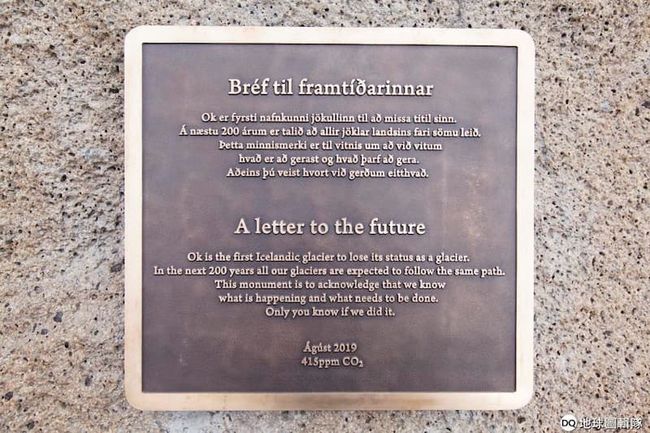 Bréf til framtíðarinnar
Ok er fyrsti nafnkunni jökullinn til að missa titil sinn.
Á næstu 200 árum er talið að allir jöklar landsins fari sömu leið.
Þetta minnismerki er til vitnis um að við vitum
hvað er að gerast og hvað þarf að gera.
Aðeins þú veist hvort við gerðum eitthvað.
A letter to the future
Ok is the first Icelandic glacier to lose its status as a glacier.
In the next 200 years all our glaciers are expected to follow the same path.
This monument is to acknowledge that we know
what is happening and what needs to be done.
Only you know if we did it.
Ágúst 2019
415ppm CO₂
DQ 地球圖輯隊